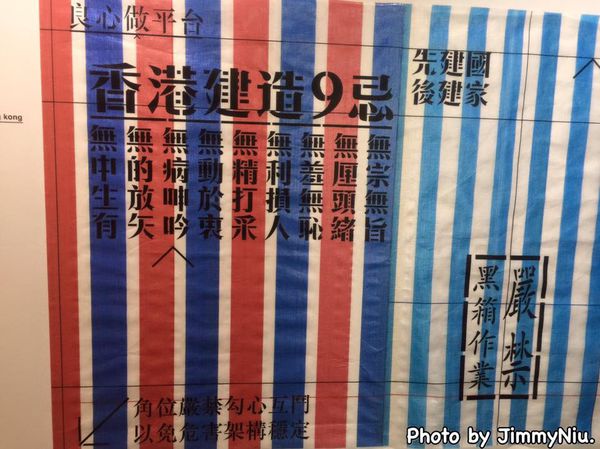 良心做平台
香港建造9忌
無宗無旨
無厘頭緒
無羞無恥
無利損人
無精打采
無動於衷
無病呻吟
無的放矢
無中生有
先建國
後建家
嚴禁
黑箱作業
角位嚴禁勾心互鬥
以免危害架構穩定
kong
Photo by JimmyNiu.